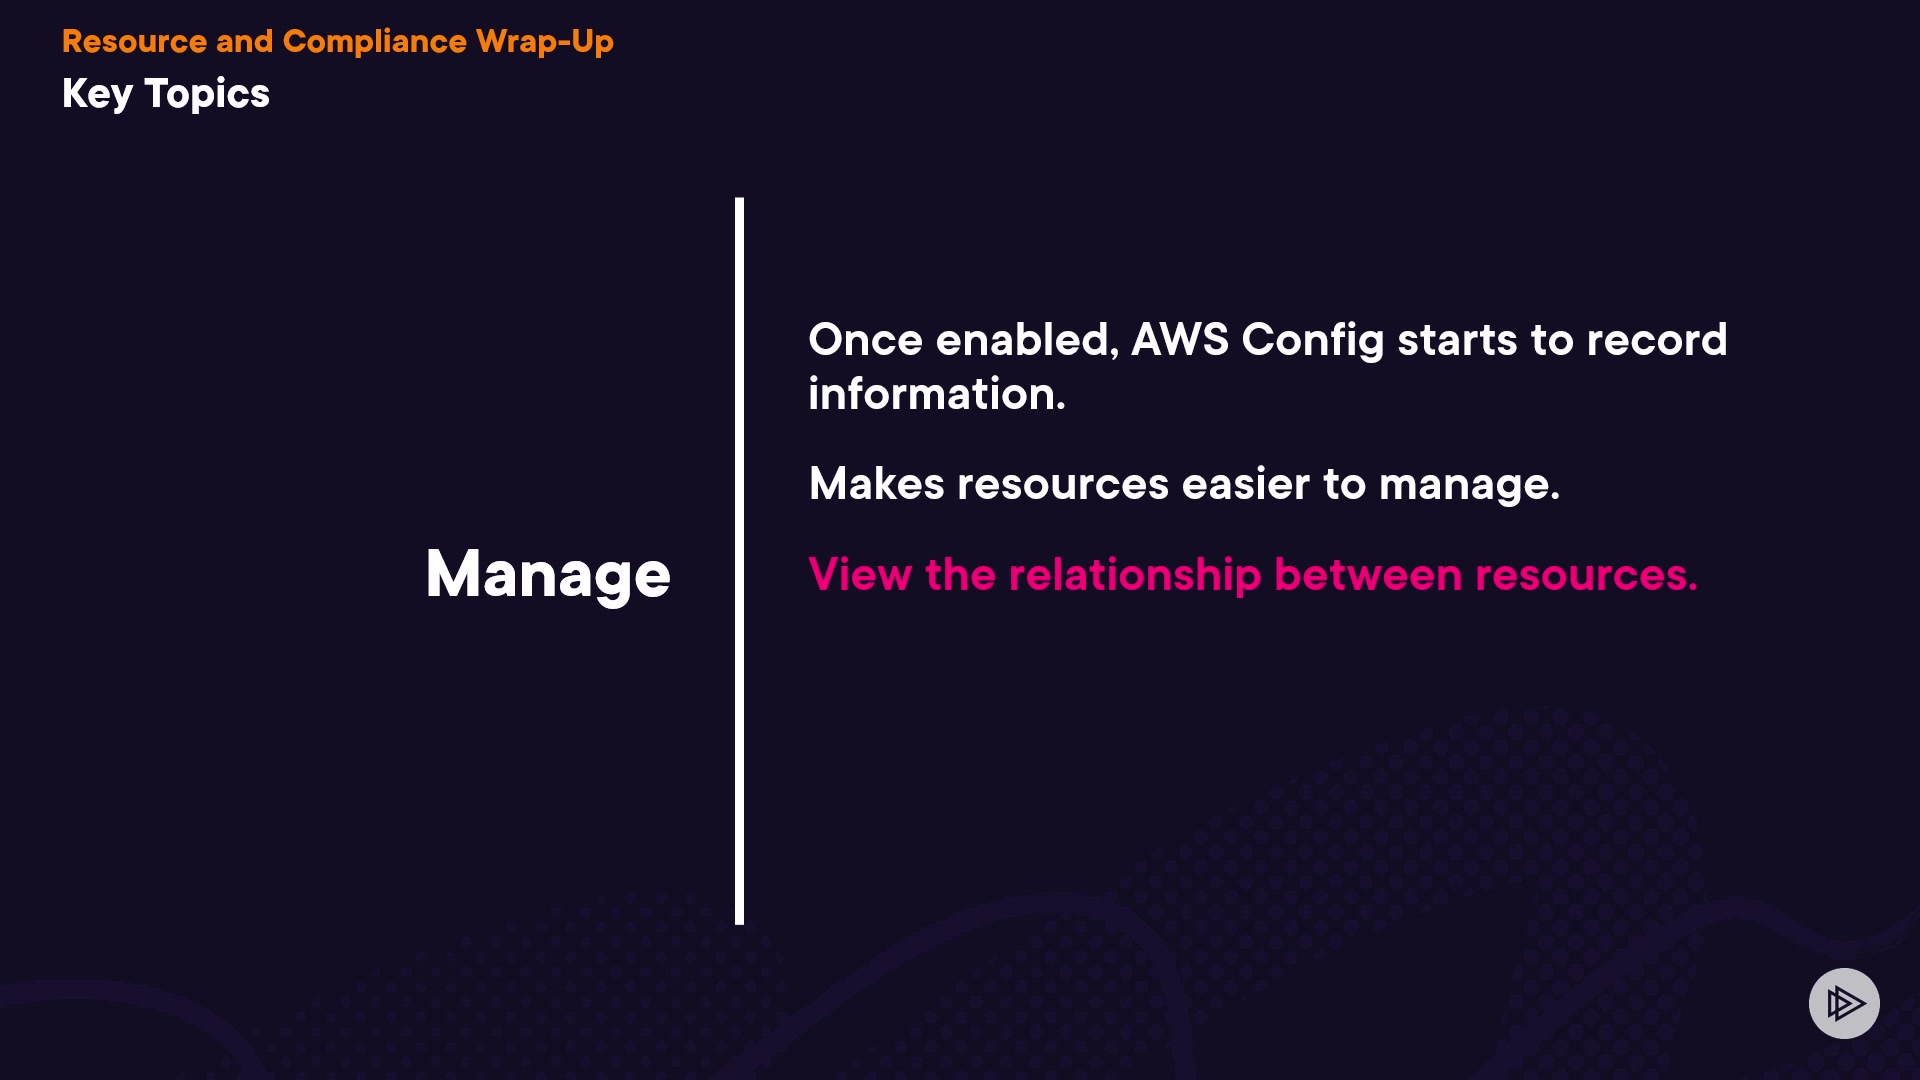 Resource and Compliance Wrap-Up
Key Topics
Manage
Once enabled, AWS Config starts to record
information.
Makes resources easier to manage.
View the relationship between resources.